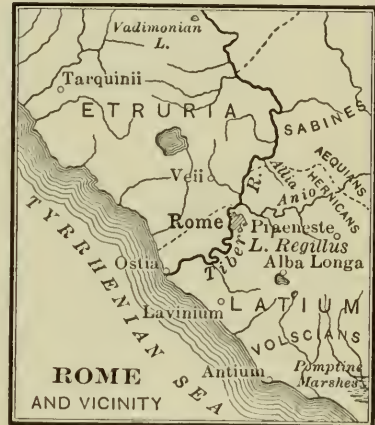 Vadimonian
L.
Tarquinii
ETRURIA
SABINES
Veii
R. Allia
AEQUIANS
HERNICANS
Anio
Rome
Praeneste
L. Regillus
Tiber
Ostia
Alba Longa
TYRRHENIAN SEA
Lavinium
LATIUM
VOLSCIANS
Pomptine
Marshes
Antium
ROME
AND VICINITY